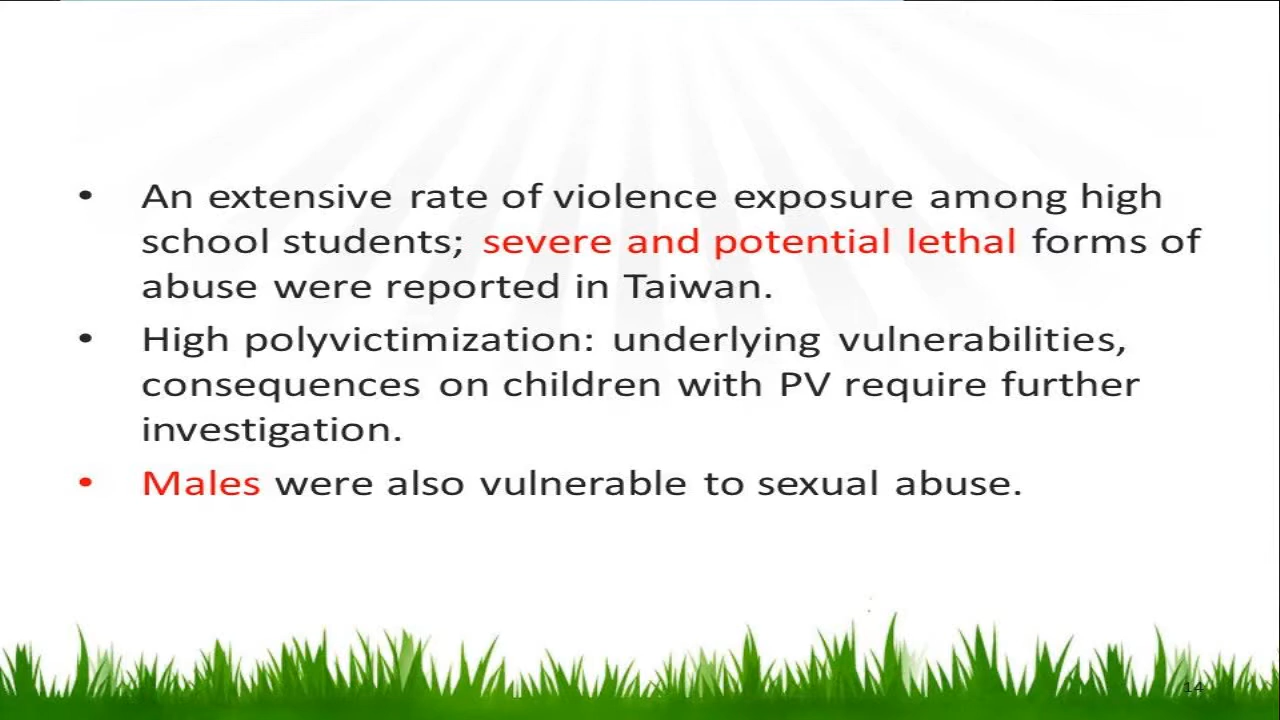 • An extensive rate of violence exposure among high
school students; severe and potential lethal forms of
abuse were reported in Taiwan.
• High polyvictimization: underlying vulnerabilities,
consequences on children with PV require further
investigation.
• Males were also vulnerable to sexual abuse.
14